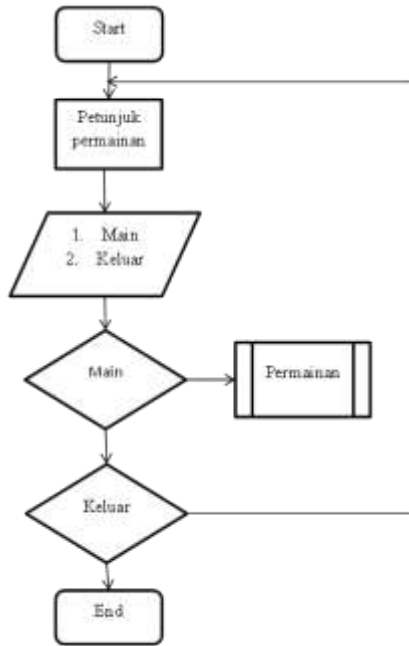 Start
Petunjuk
permainan
1. Main
2. Keluar
Main
Permainan
Keluar
End